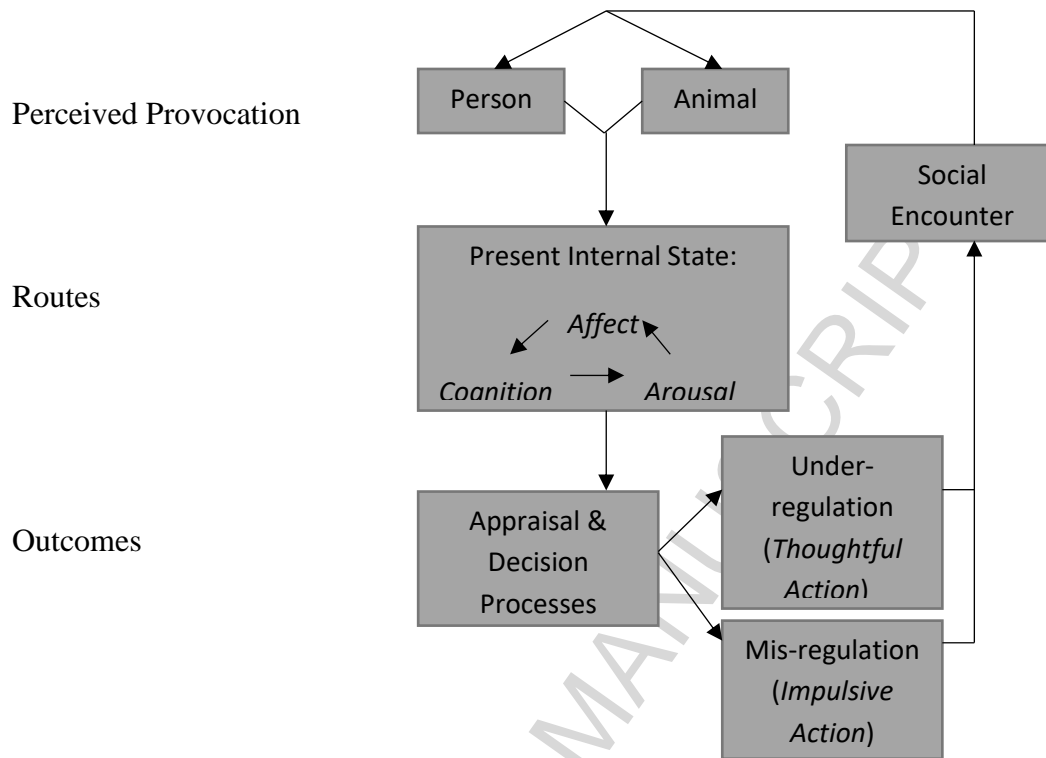 Person
Animal
Perceived Provocation
Social
Encounter
Present Internal State:
Routes
Affect
Cognition
Arousal
Under-
regulation
(Thoughtful
Action)
Appraisal &
Decision
Processes
Outcomes
Mis-regulation
(Impulsive
Action)
MANUSCRIP